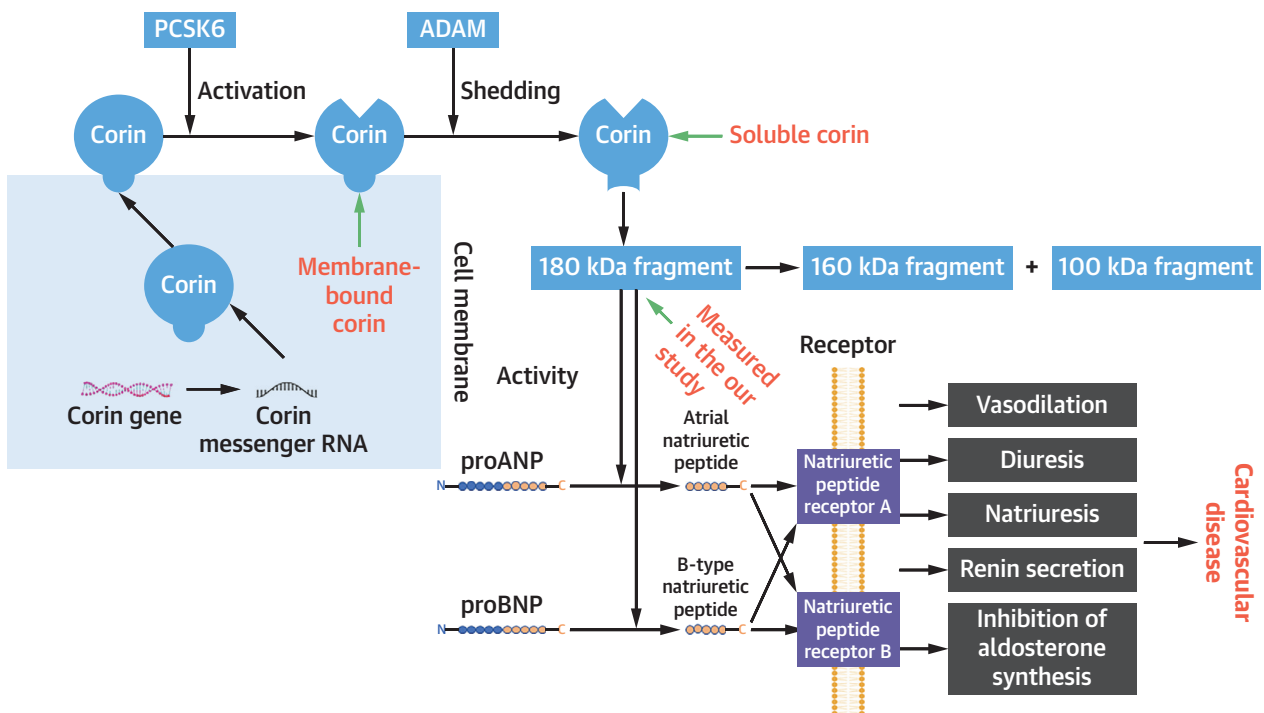 PCSK6
ADAM
Activation
Shedding
Corin
Corin
Corin
Soluble corin
Corin
Membrane-
bound
corin
Cell membrane
180 kDa fragment
160 kDa fragment
+
100 kDa fragment
Measured
in the our
study
Corin gene
Corin
messenger RNA
Activity
Receptor
proANP
N
C
Atrial
natriuretic
peptide
C
Natriuretic
peptide
receptor A
proBNP
N
C
B-type
natriuretic
peptide
C
Natriuretic
peptide
receptor B
Vasodilation
Diuresis
Natriuresis
Renin secretion
Inhibition of
aldosterone
synthesis
Cardiovascular
disease